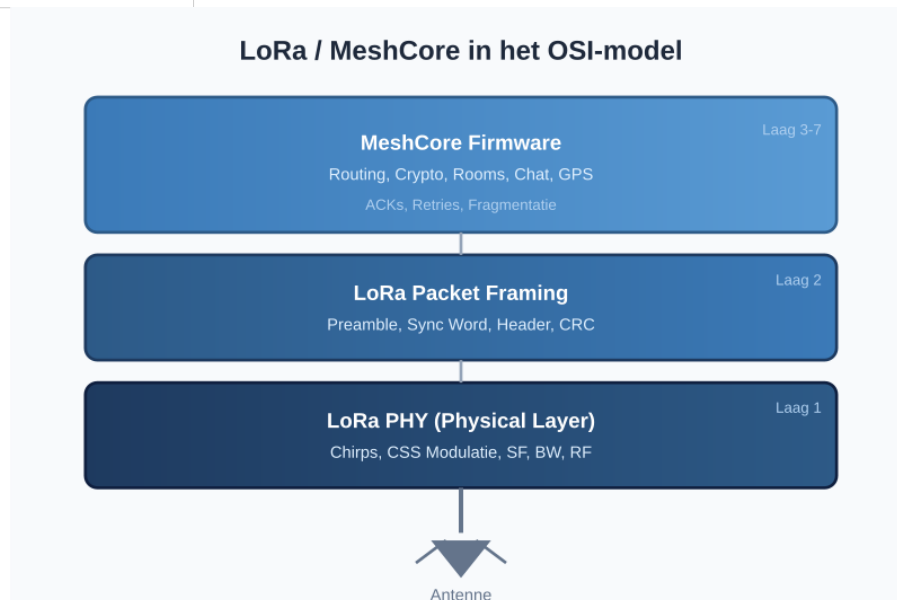 LoRa / MeshCore in het OSI-model
Laag 3-7
MeshCore Firmware
Routing, Crypto, Rooms, Chat, GPS
ACKs, Retries, Fragmentatie
Laag 2
LoRa Packet Framing
Preamble, Sync Word, Header, CRC
Laag 1
LoRa PHY (Physical Layer)
Chirps, CSS Modulatie, SF, BW, RF
Antenne